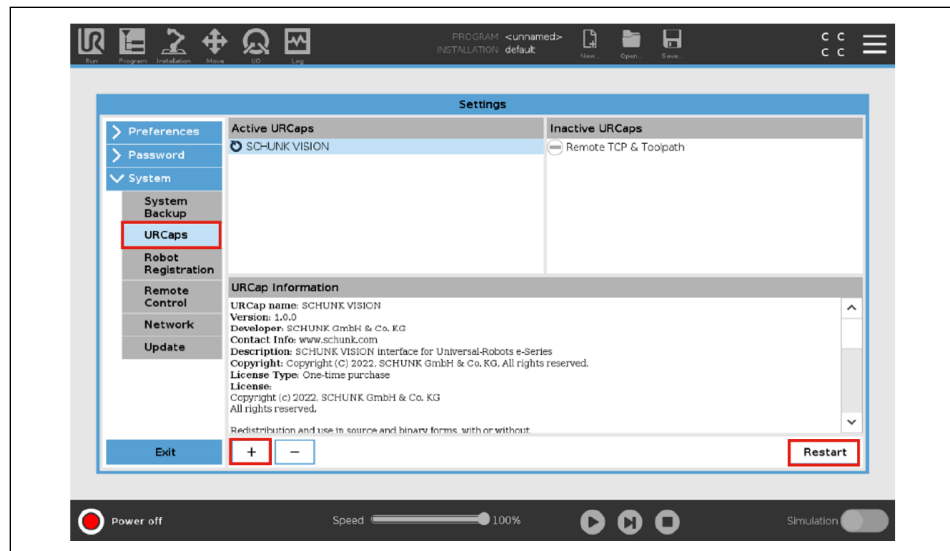 PROGRAM <unnamed>
INSTALLATION default
Run Program Installation Move I/O Log New... Open... Save...
C C
C C
Settings
Preferences
Password
System
System
Backup
URCaps
Robot
Registration
Remote
Control
Network
Update
Exit
Active URCaps
SCHUNK VISION
Inactive URCaps
Remote TCP & Toolpath
URCap Information
URCap name: SCHUNK VISION
Version: 1.0.0
Developer: SCHUNK GmbH & Co. KG
Contact Info: www.schunk.com
Description: SCHUNK VISION interface for Universal-Robots e-Series
Copyright: Copyright (C) 2022. SCHUNK GmbH & Co. KG. All rights reserved.
License Type: One-time purchase
License:
Copyright (c) 2022. SCHUNK GmbH & Co. KG
All rights reserved.
Redistribution and use in source and binary forms, with or without
+ −
Restart
Power off
Speed 100%
Simulation